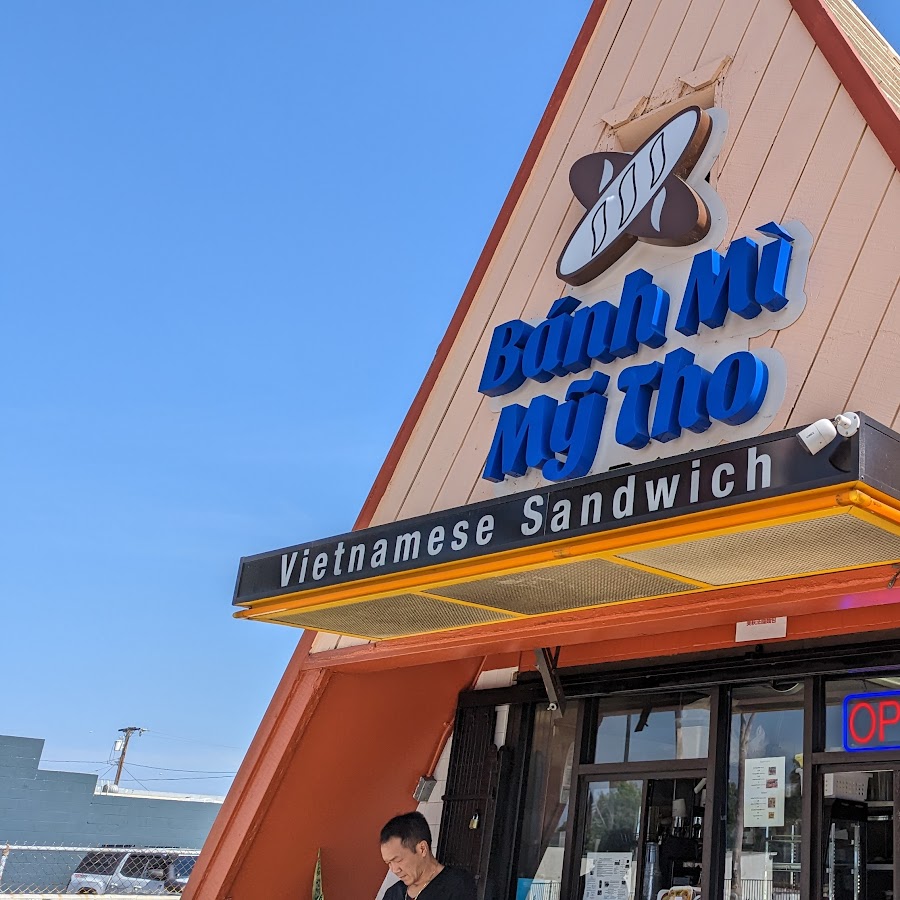 Bánh Mì
Mỹ Tho
Vietnamese Sandwich
OP